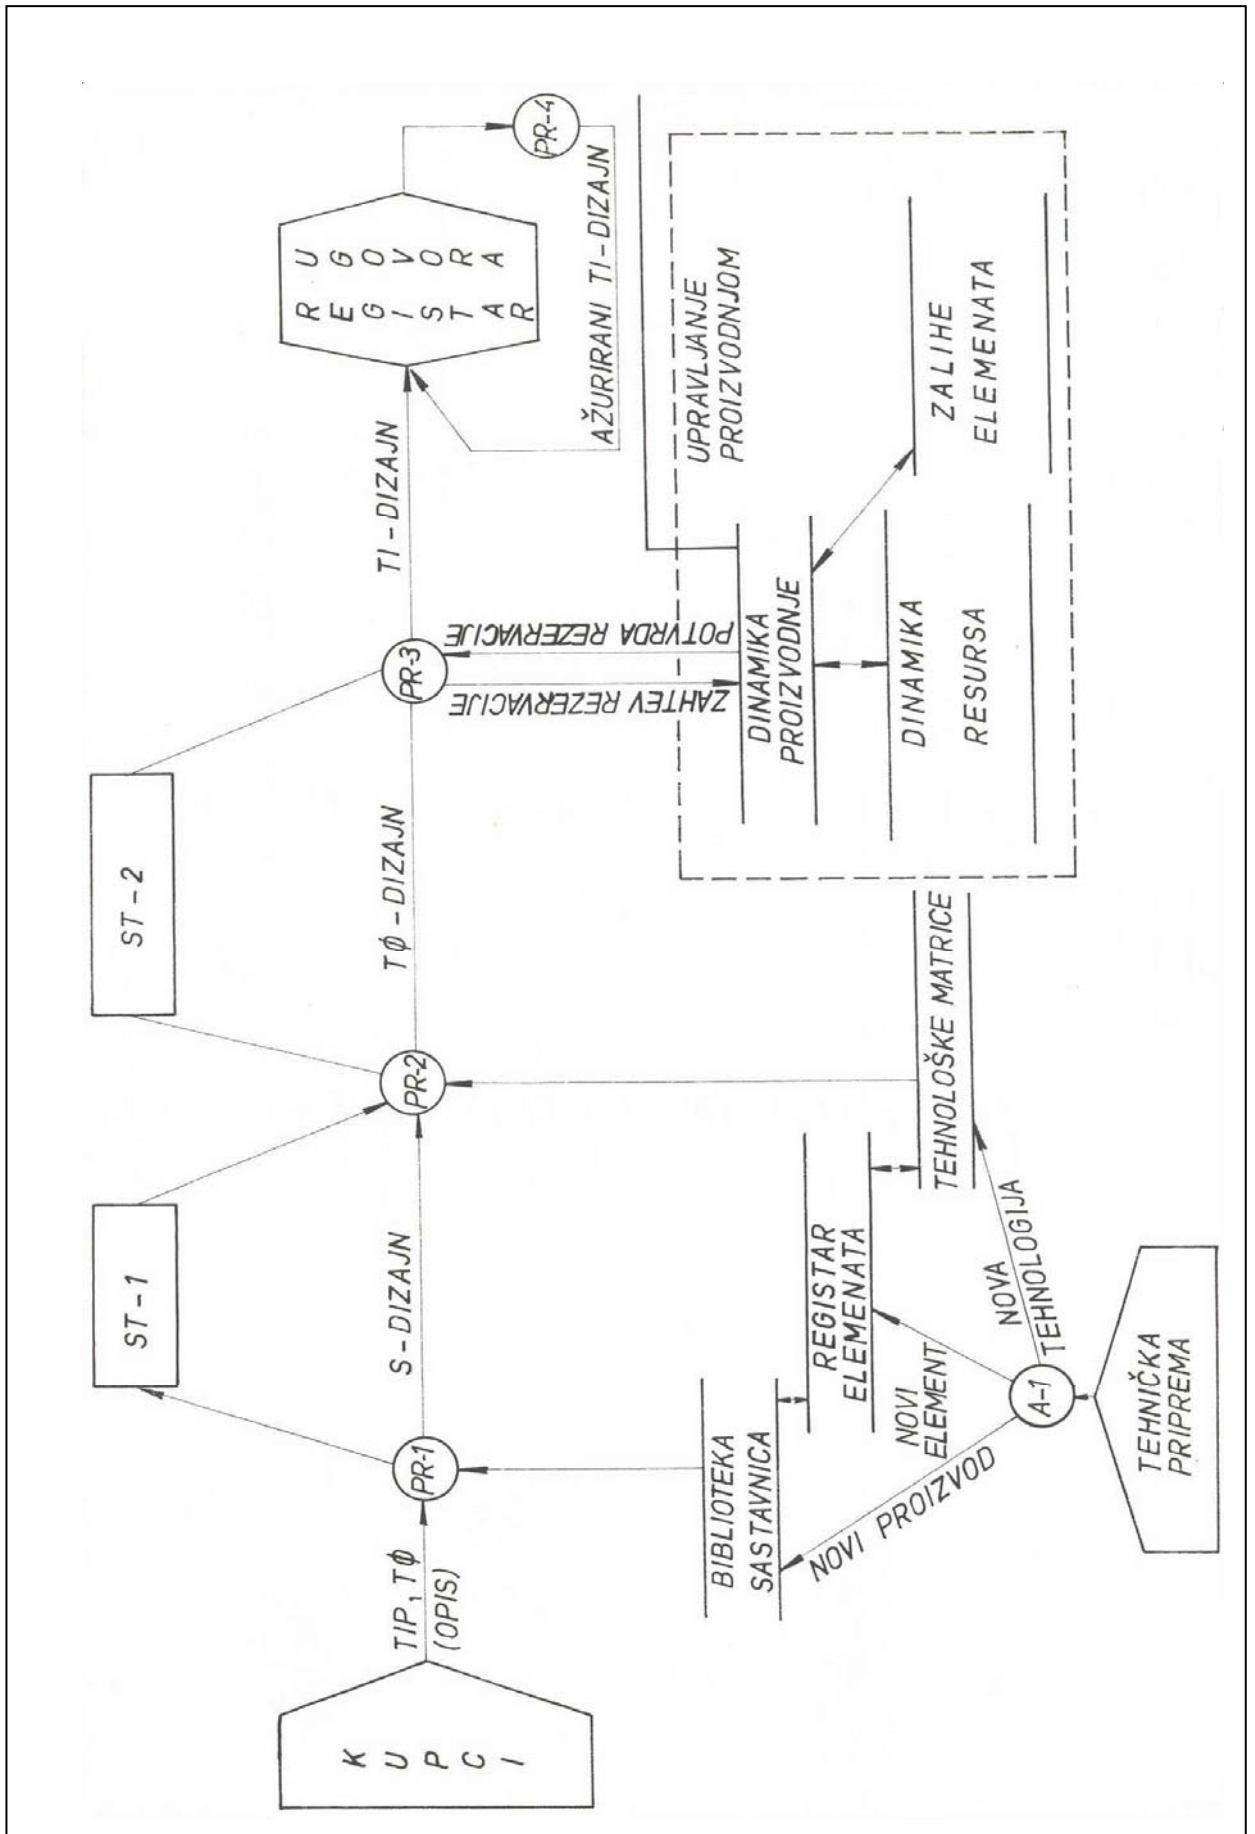 KUPCI
TIP, TØ
(OPIS)
PR-1
ST-1
S-DIZAJN
PR-2
ST-2
TØ-DIZAJN
PR-3
TI-DIZAJN
REGISTAR
UGOVORA
PR-4
AŽURIRANI TI-DIZAJN
ZAHTEV REZERVACIJE
POTVRDA REZERVACIJE
UPRAVLJANJE
PROIZVODNJOM
DINAMIKA
PROIZVODNJE
DINAMIKA
RESURSA
ZALIHE
ELEMENATA
BIBLIOTEKA
SASTAVNICA
REGISTAR
ELEMENATA
TEHNOLOŠKE MATRICE
NOVI PROIZVOD
NOVI
ELEMENT
NOVA
TEHNOLOGIJA
A-1
TEHNIČKA
PRIPREMA